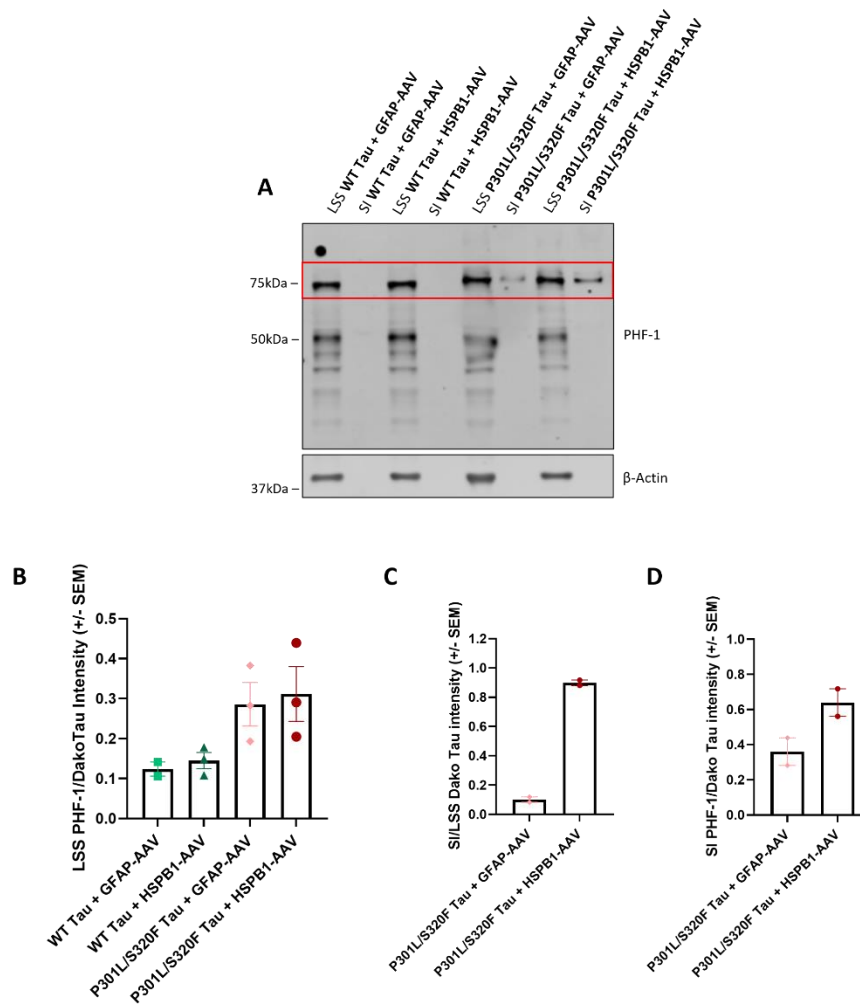 A
LSS WT Tau + GFAP-AAV
SI WT Tau + GFAP-AAV
LSS WT Tau + HSPB1-AAV
SI WT Tau + HSPB1-AAV
LSS P301L/S320F Tau + GFAP-AAV
SI P301L/S320F Tau + GFAP-AAV
LSS P301L/S320F Tau + HSPB1-AAV
SI P301L/S320F Tau + HSPB1-AAV
75kDa
50kDa
PHF-1
37kDa
β-Actin
B
LSS PHF-1/DakoTau Intensity (+/- SEM)
0.5
0.4
0.3
0.2
0.1
0.0
WT Tau + GFAP-AAV
WT Tau + HSPB1-AAV
P301L/S320F Tau + GFAP-AAV
P301L/S320F Tau + HSPB1-AAV
C
SI/LSS Dako Tau intensity (+/- SEM)
1.2
1.0
0.8
0.6
0.4
0.2
0.0
P301L/S320F Tau + GFAP-AAV
P301L/S320F Tau + HSPB1-AAV
D
SI PHF-1/Dako Tau intensity (+/- SEM)
1.0
0.8
0.6
0.4
0.2
0.0
P301L/S320F Tau + GFAP-AAV
P301L/S320F Tau + HSPB1-AAV